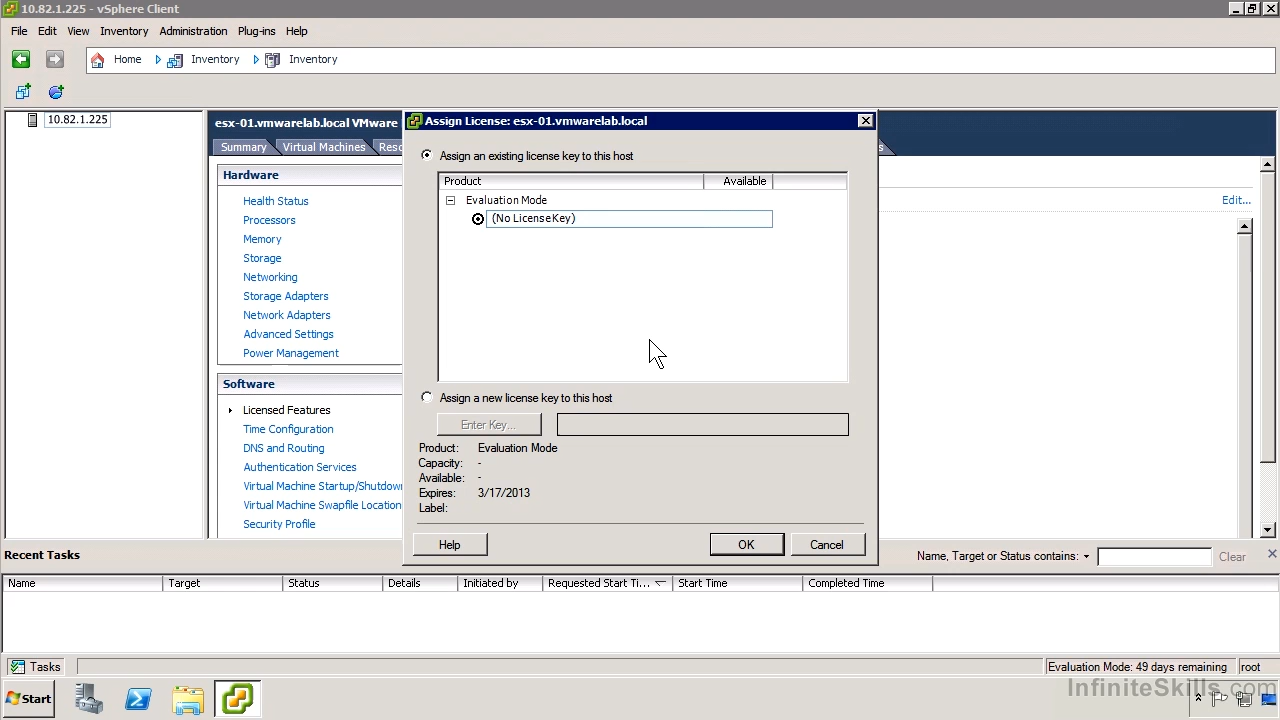 10.82.1.225 - vSphere Client
File Edit View Inventory Administration Plug-ins Help
Home Inventory Inventory
10.82.1.225
esx-01.vmwarelab.local VMware
Summary Virtual Machines
Hardware
Health Status
Processors
Memory
Storage
Networking
Storage Adapters
Network Adapters
Advanced Settings
Power Management
Software
Licensed Features
Time Configuration
DNS and Routing
Authentication Services
Virtual Machine Startup/Shutdown
Virtual Machine Swapfile Location
Security Profile
Edit...
Assign License: esx-01.vmwarelab.local
Assign an existing license key to this host
Product Available
Evaluation Mode
(No License Key)
Assign a new license key to this host
Enter Key...
Product: Evaluation Mode
Capacity: -
Available: -
Expires: 3/17/2013
Label:
Help OK Cancel
Recent Tasks
Name, Target or Status contains: Clear
Name Target Status Details Initiated by Requested Start Ti... Start Time Completed Time
Tasks Evaluation Mode: 49 days remaining root
Start
InfiniteSkills.com